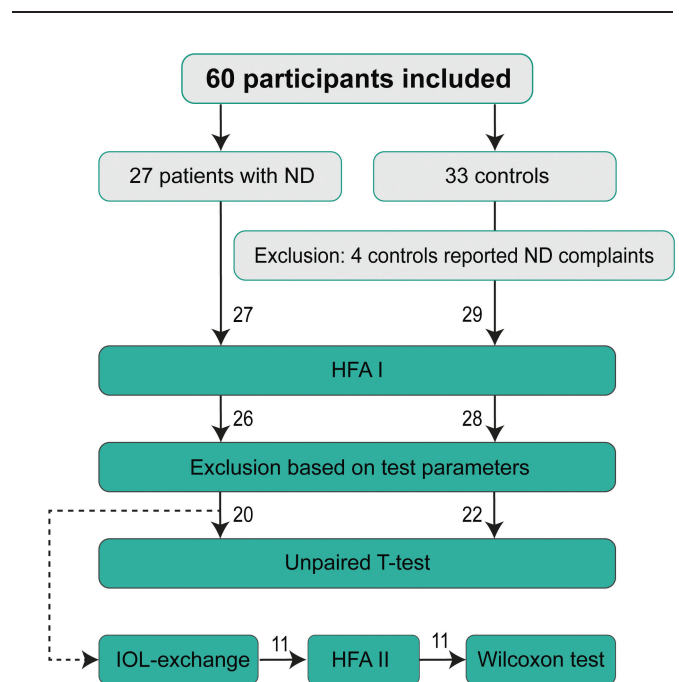 60 participants included
27 patients with ND
33 controls
Exclusion: 4 controls reported ND complaints
27
29
HFA I
26
28
Exclusion based on test parameters
20
22
Unpaired T-test
IOL-exchange
11
HFA II
11
Wilcoxon test